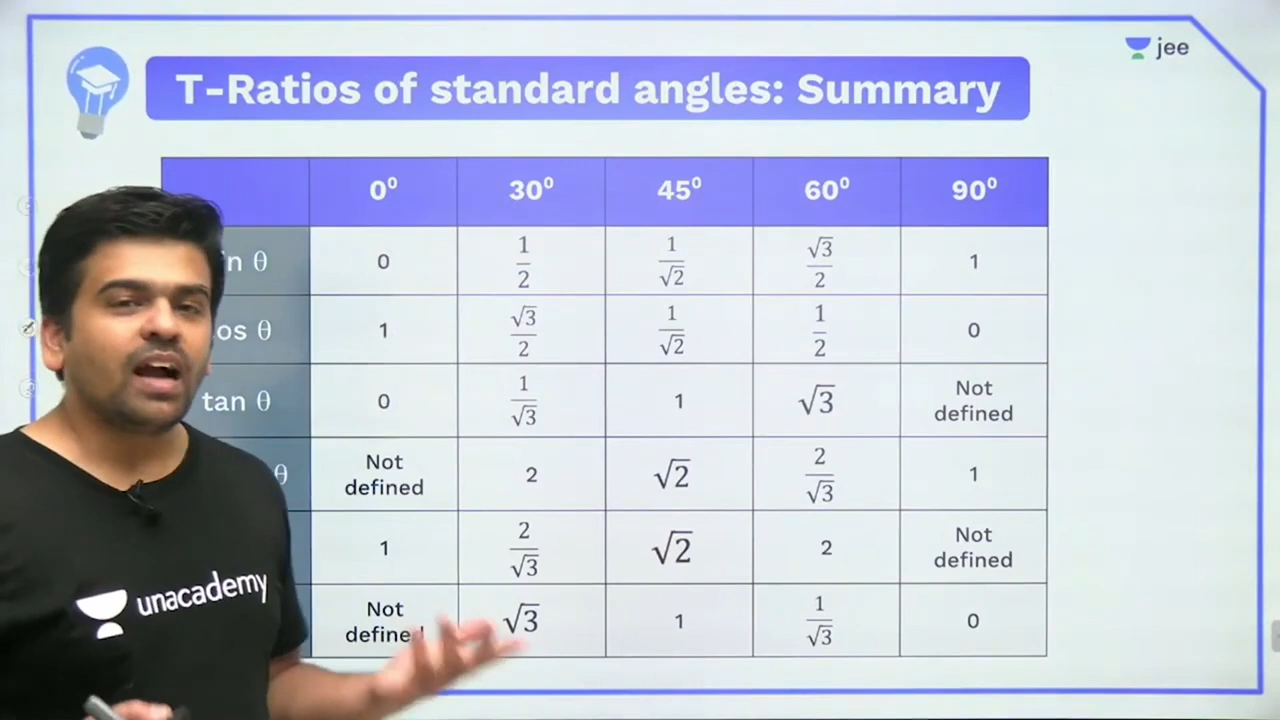 jee
T-Ratios of standard angles: Summary
0⁰ 30⁰ 45⁰ 60⁰ 90⁰
n θ 0 1/2 1/√2 √3/2 1
os θ 1 √3/2 1/√2 1/2 0
tan θ 0 1/√3 1 √3 Not defined
θ Not defined 2 √2 2/√3 1
1 2/√3 √2 2 Not defined
Not defined √3 1 1/√3 0
unacademy